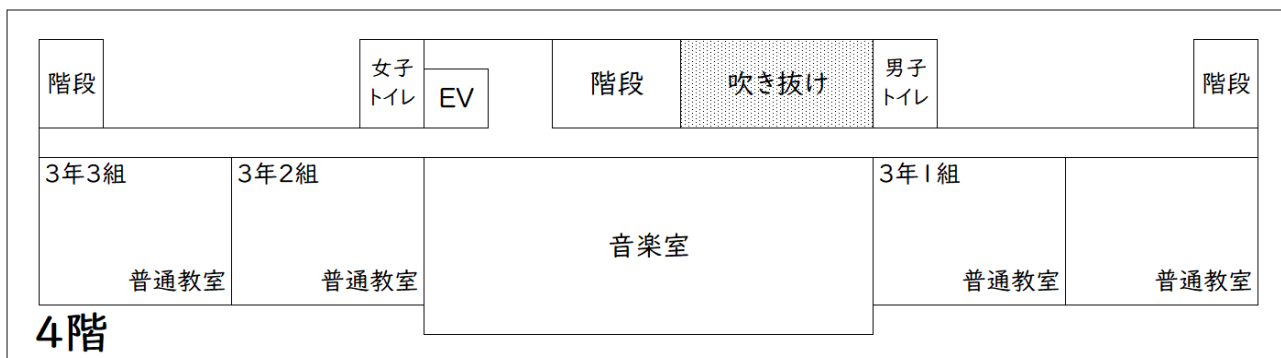 階段
女子
トイレ
EV
階段
吹き抜け
男子
トイレ
階段
3年3組
普通教室
3年2組
普通教室
音楽室
3年1組
普通教室
普通教室
4階